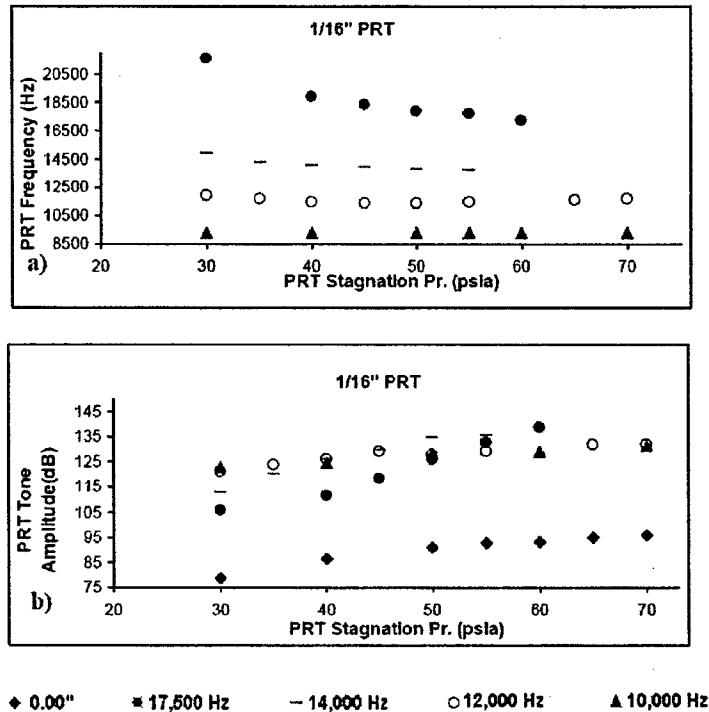 1/16" PRT
PRT Frequency (Hz)
20500
18500
16500
14500
12500
10500
8500
a)
20 30 40 50 60 70
PRT Stagnation Pr. (psia)
1/16" PRT
PRT Tone
Amplitude(dB)
145
135
125
115
105
95
85
75
b)
20 30 40 50 60 70
PRT Stagnation Pr. (psia)
0.00" 17,500 Hz 14,000 Hz 12,000 Hz 10,000 Hz